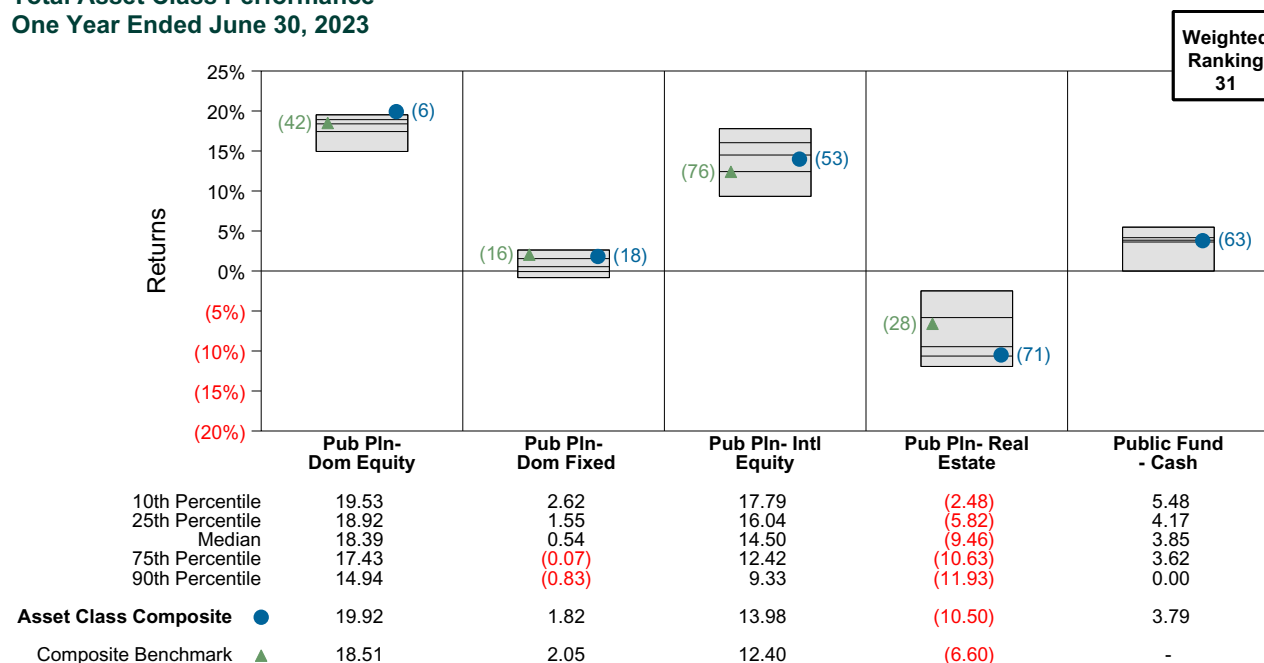 Total Asset Class Performance
One Year Ended June 30, 2023
Weighted
Ranking
31
Returns
25%
20%
15%
10%
5%
0%
(5%)
(10%)
(15%)
(20%)
(42) (6)
(16) (18)
(76) (53)
(28) (71)
(63)
Pub Pln- Dom Equity
Pub Pln- Dom Fixed
Pub Pln- Intl Equity
Pub Pln- Real Estate
Public Fund - Cash
10th Percentile 19.53 2.62 17.79 (2.48) 5.48
25th Percentile 18.92 1.55 16.04 (5.82) 4.17
Median 18.39 0.54 14.50 (9.46) 3.85
75th Percentile 17.43 (0.07) 12.42 (10.63) 3.62
90th Percentile 14.94 (0.83) 9.33 (11.93) 0.00
Asset Class Composite 19.92 1.82 13.98 (10.50) 3.79
Composite Benchmark 18.51 2.05 12.40 (6.60) -